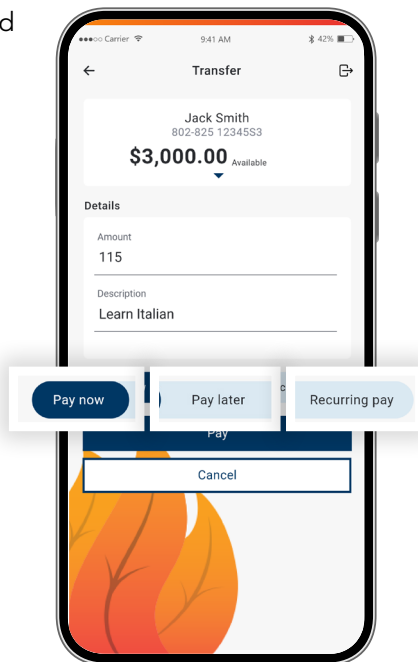 d
Carrier 9:41 AM 42%
Transfer
Jack Smith
802-825 12345S3
$3,000.00 Available
Details
Amount
115
Description
Learn Italian
Pay now Pay later Recurring pay
Pay
Cancel